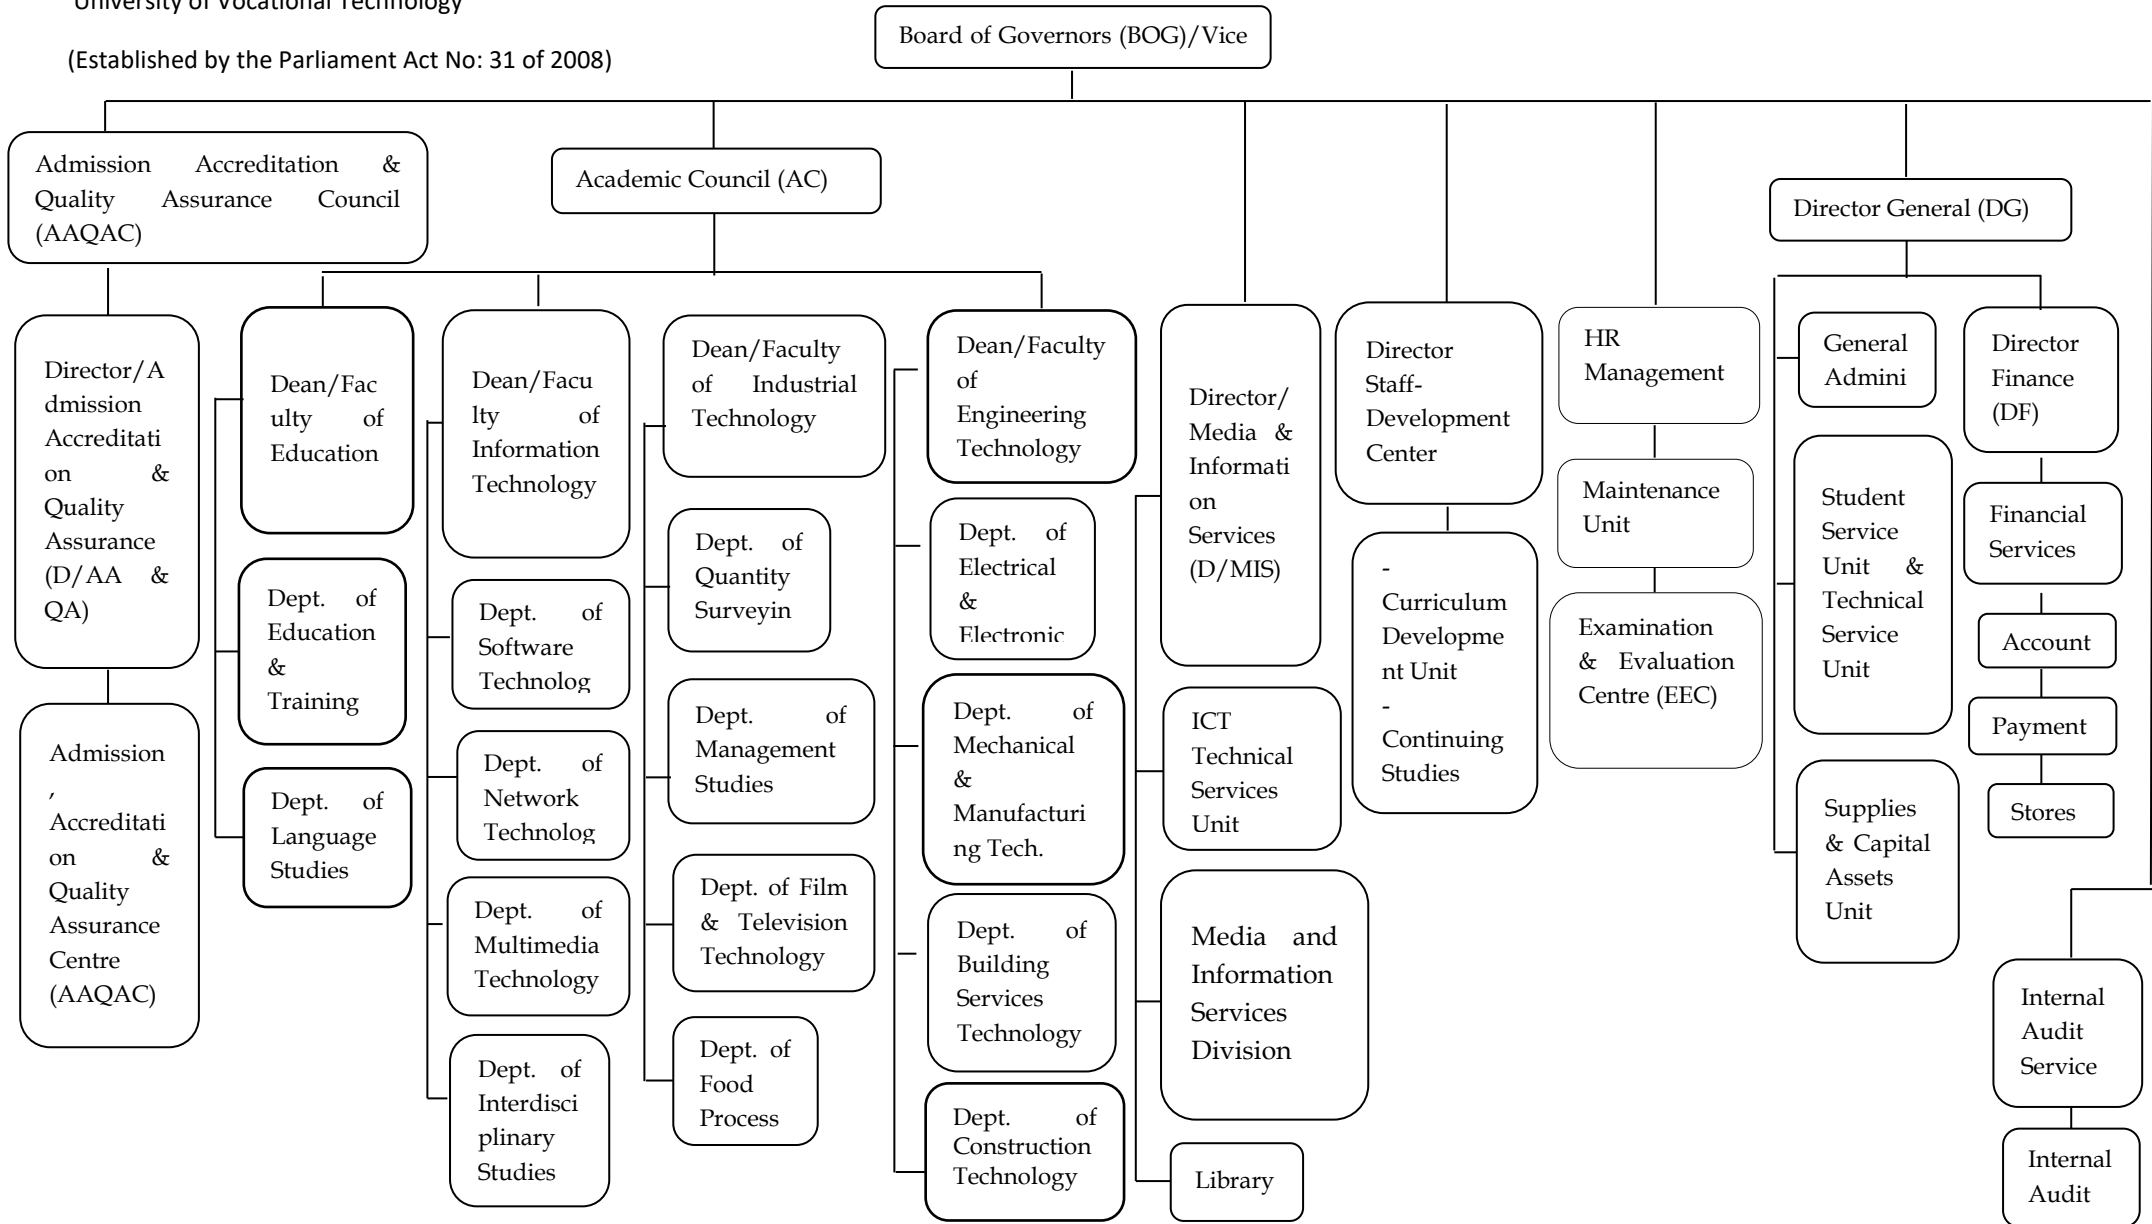 University of Vocational Technology
(Established by the Parliament Act No: 31 of 2008)
Board of Governors (BOG)/Vice
Admission Accreditation &
Quality Assurance Council
(AAQAC)
Academic Council (AC)
Director General (DG)
Director/A
dmission
Accreditati
on &
Quality
Assurance
(D/AA &
QA)
Admission
,
Accreditati
on &
Quality
Assurance
Centre
(AAQAC)
Dean/Fac
ulty of
Education
Dept. of
Education
&
Training
Dept. of
Language
Studies
Dean/Facu
lty of
Information
Technology
Dept. of
Software
Technolog
Dept. of
Network
Technolog
Dept. of
Multimedia
Technology
Dept. of
Interdisci
plinary
Studies
Dean/Faculty
of Industrial
Technology
Dept. of
Quantity
Surveyin
Dept. of
Management
Studies
Dept. of Film
& Television
Technology
Dept. of
Food
Process
Dean/Faculty
of
Engineering
Technology
Dept. of
Electrical
&
Electronic
Dept. of
Mechanical
&
Manufacturi
ng Tech.
Dept. of
Building
Services
Technology
Dept. of
Construction
Technology
Director/
Media &
Informati
on
Services
(D/MIS)
ICT
Technical
Services
Unit
Media and
Information
Services
Division
Library
Director
Staff-
Development
Center
-
Curriculum
Developme
nt Unit
-
Continuing
Studies
HR
Management
Maintenance
Unit
Examination
& Evaluation
Centre (EEC)
General
Admini
Student
Service
Unit &
Technical
Service
Unit
Supplies
& Capital
Assets
Unit
Director
Finance
(DF)
Financial
Services
Account
Payment
Stores
Internal
Audit
Service
Internal
Audit